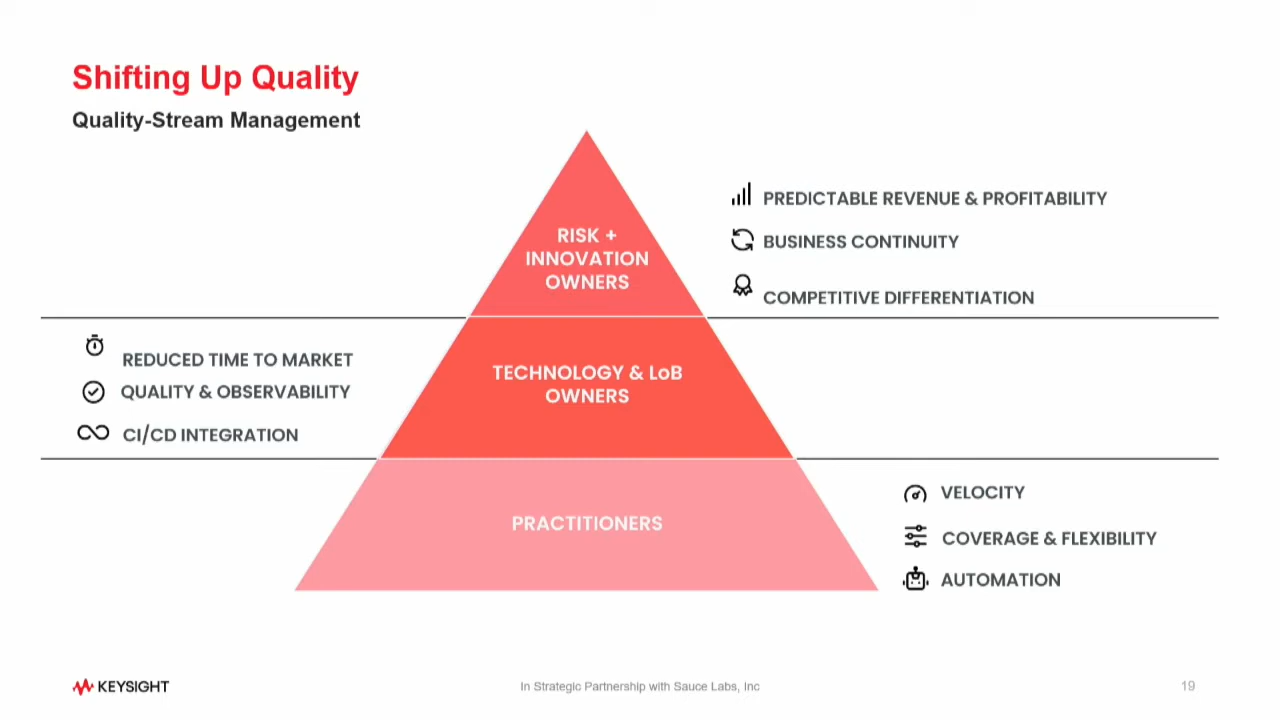 Shifting Up Quality
Quality-Stream Management
RISK +
INNOVATION
OWNERS
PREDICTABLE REVENUE & PROFITABILITY
BUSINESS CONTINUITY
COMPETITIVE DIFFERENTIATION
REDUCED TIME TO MARKET
QUALITY & OBSERVABILITY
CI/CD INTEGRATION
TECHNOLOGY & LoB
OWNERS
PRACTITIONERS
VELOCITY
COVERAGE & FLEXIBILITY
AUTOMATION
KEYSIGHT
In Strategic Partnership with Sauce Labs, Inc
19